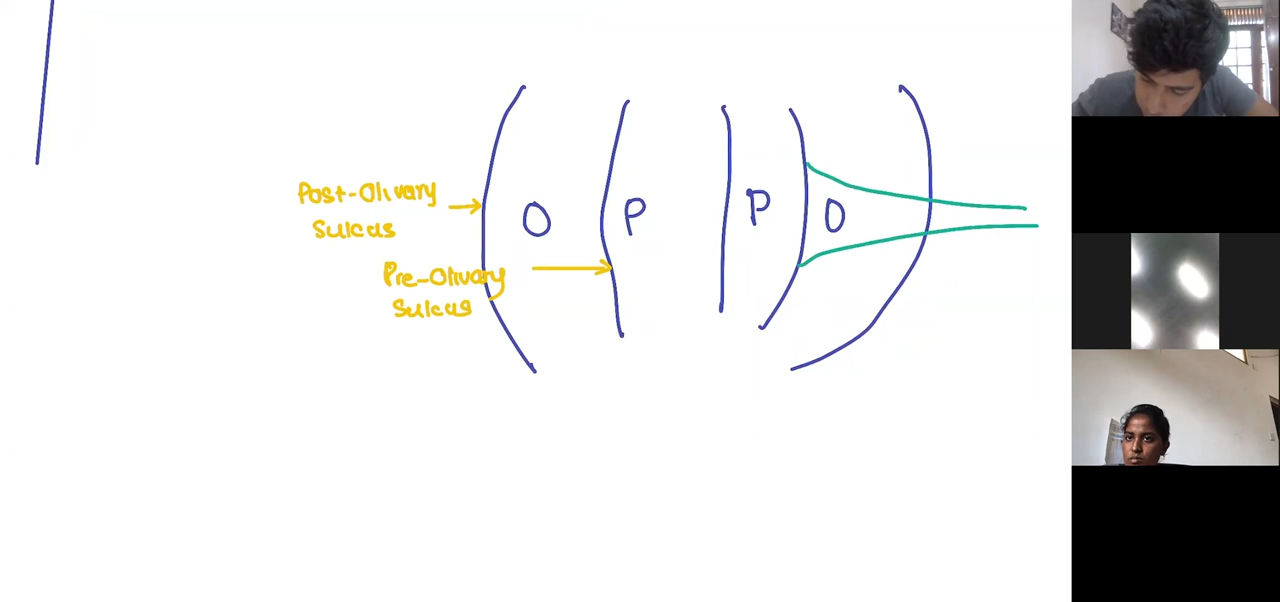 Post-Olivary
Sulcus
O
P
P
O
Pre-Olivary
Sulcus